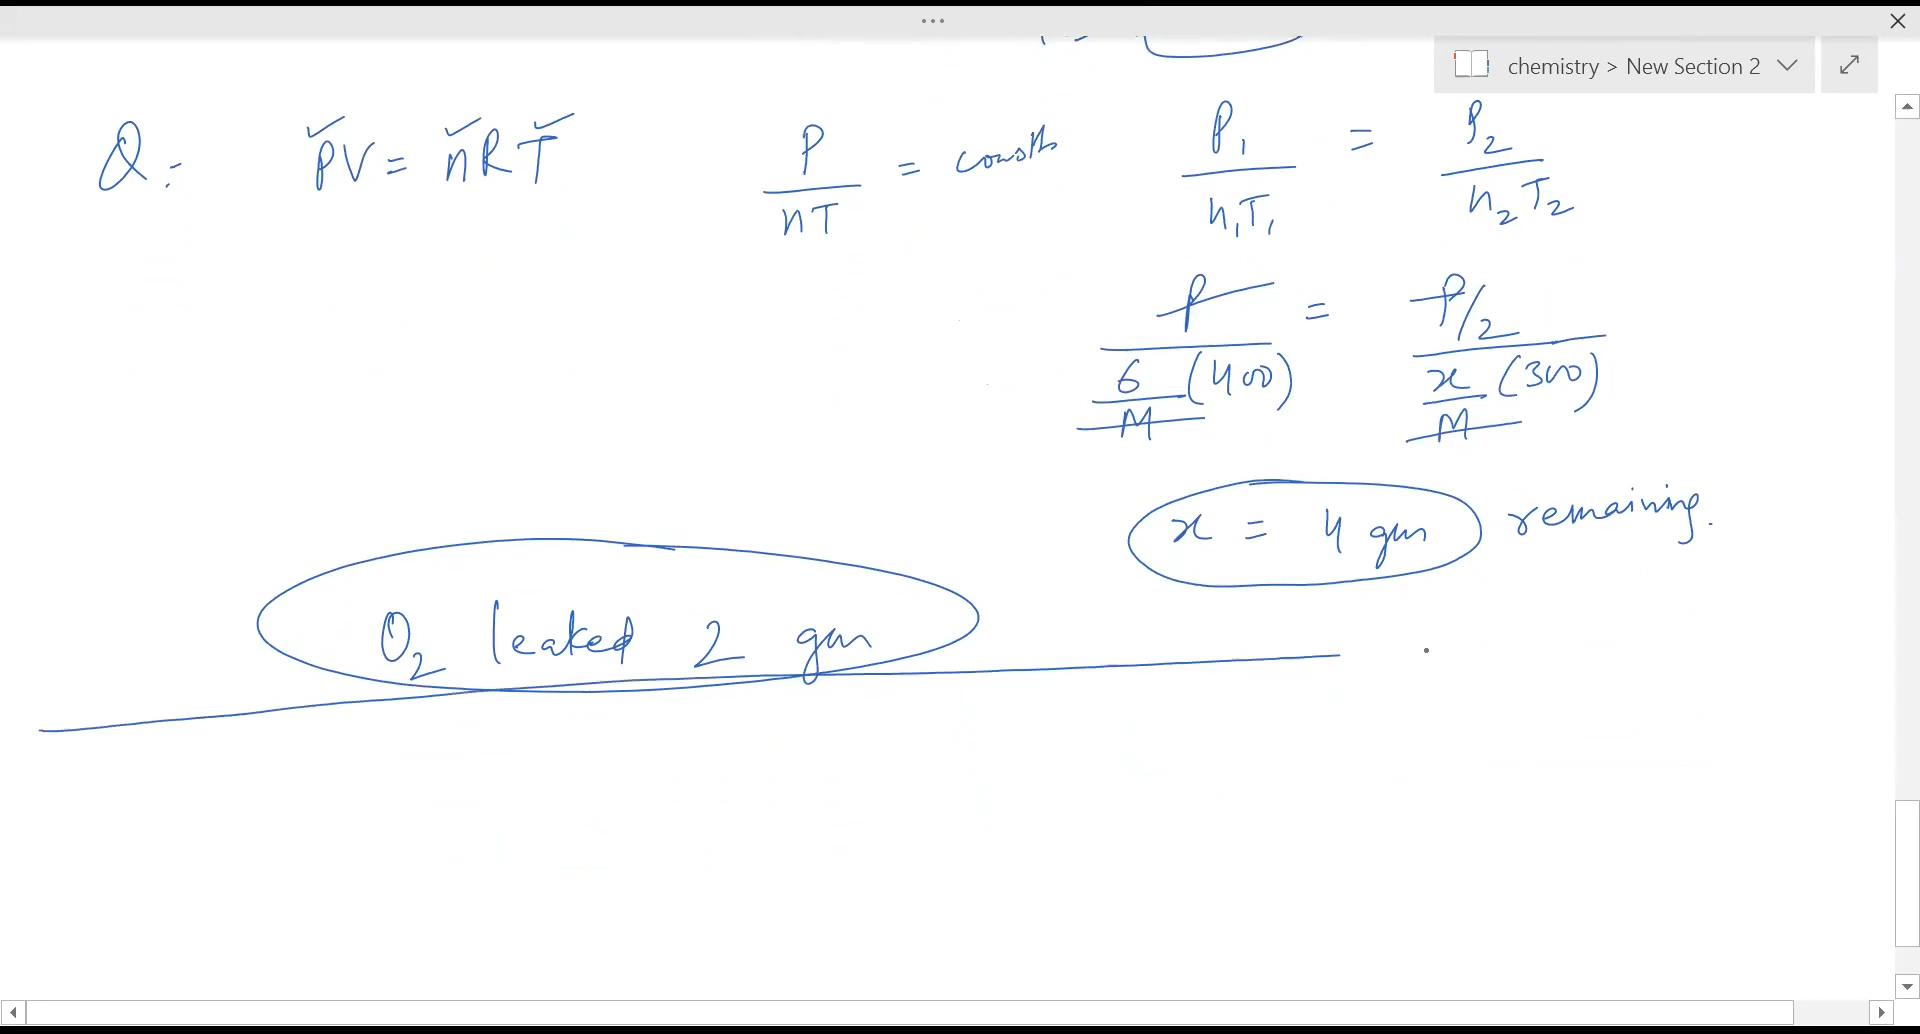 chemistry > New Section 2
Q: PV = nRT P/nT = const P₁/n₁T₁ = P₂/n₂T₂
P/(6/M (400)) = P/2/(x/M (300))
x = 4 gm remaining.
O₂ leaked 2 gm